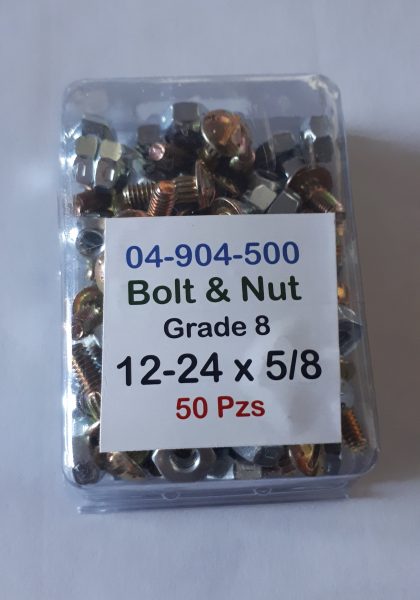 04-904-500
Bolt & Nut
Grade 8
12-24 x 5/8
50 Pzs